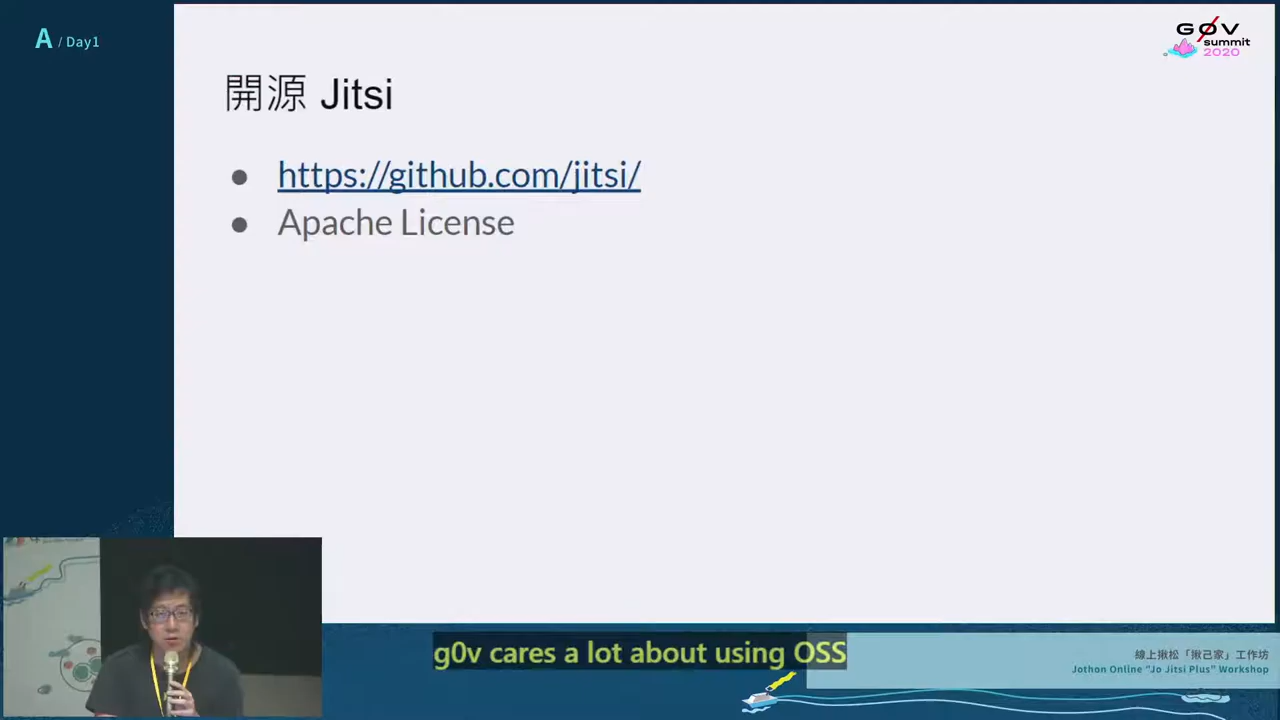 A / Day1
G0V
summit
2020
開源 Jitsi
https://github.com/jitsi/
Apache License
g0v cares a lot about using OSS
線上揪松「揪己家」工作坊
Jothon Online "Jo Jitsi Plus" Workshop